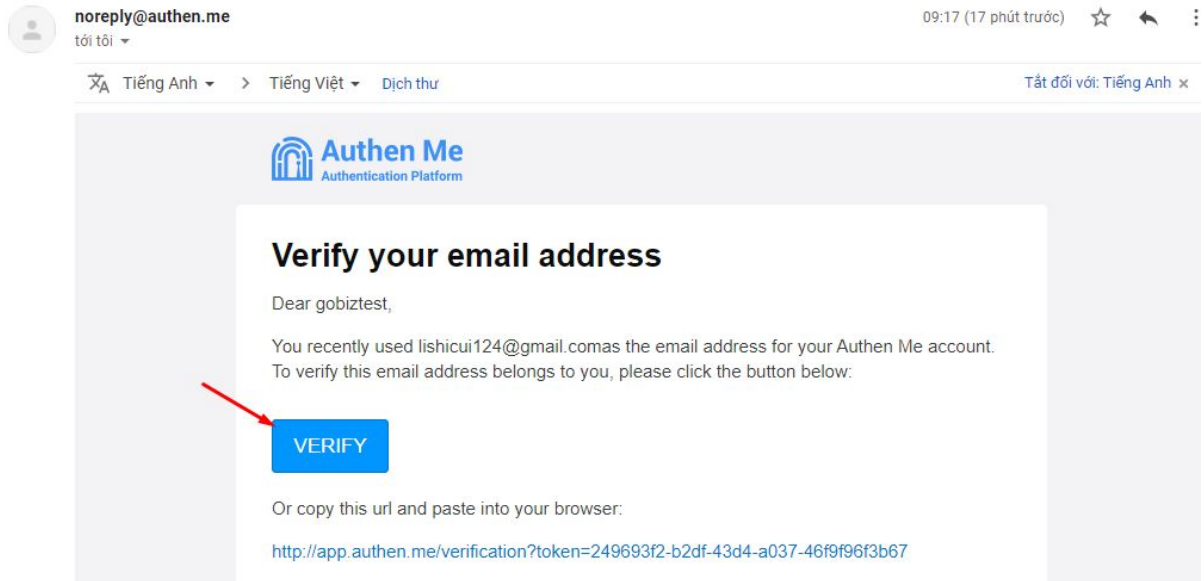 noreply@authen.me
09:17 (17 phút trước)
tới tôi
Tiếng Anh > Tiếng Việt Dịch thư
Tắt đối với: Tiếng Anh ×
Authen Me
Authentication Platform
Verify your email address
Dear gobiztest,
You recently used lishicui124@gmail.comas the email address for your Authen Me account.
To verify this email address belongs to you, please click the button below:
VERIFY
Or copy this url and paste into your browser:
http://app.authen.me/verification?token=249693f2-b2df-43d4-a037-46f9f96f3b67